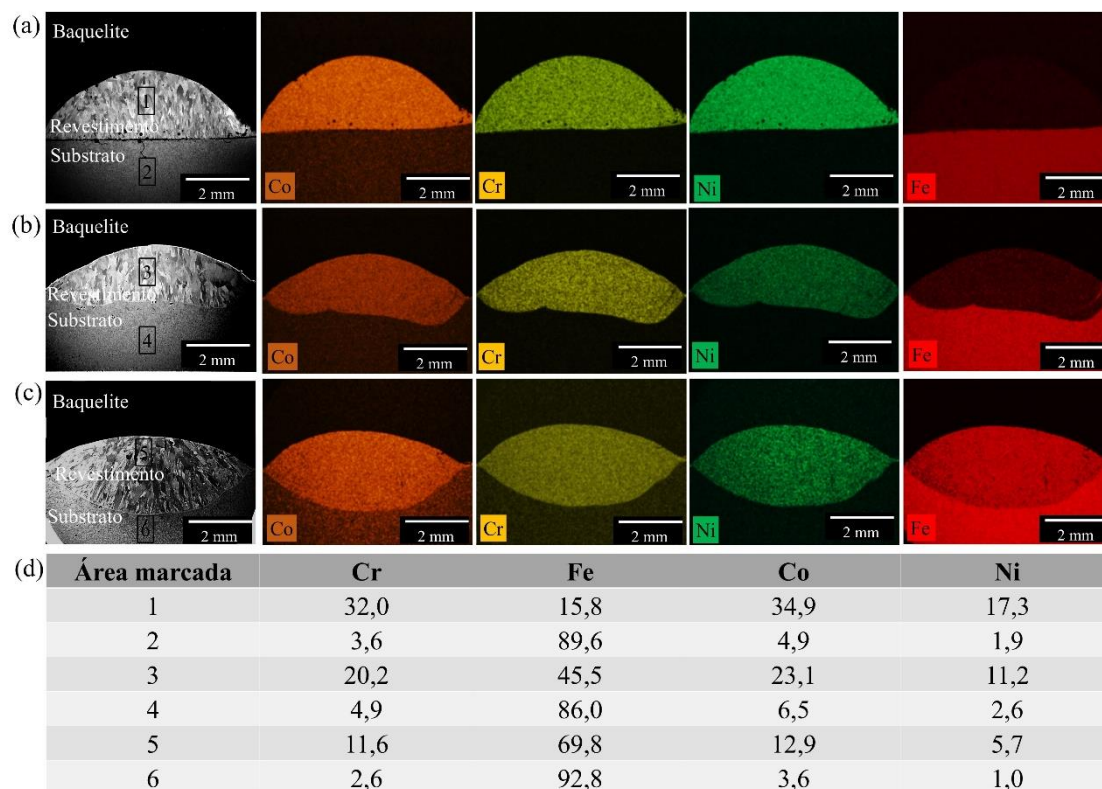 (a)
Baquelite
1
Revestimento
Substrato
2
2 mm
Co
2 mm
Cr
2 mm
Ni
2 mm
Fe
2 mm
(b)
Baquelite
3
Revestimento
Substrato
4
2 mm
Co
2 mm
Cr
2 mm
Ni
2 mm
Fe
2 mm
(c)
Baquelite
5
Revestimento
Substrato
6
2 mm
Co
2 mm
Cr
2 mm
Ni
2 mm
Fe
2 mm
(d)
Área marcada Cr Fe Co Ni
1 32,0 15,8 34,9 17,3
2 3,6 89,6 4,9 1,9
3 20,2 45,5 23,1 11,2
4 4,9 86,0 6,5 2,6
5 11,6 69,8 12,9 5,7
6 2,6 92,8 3,6 1,0